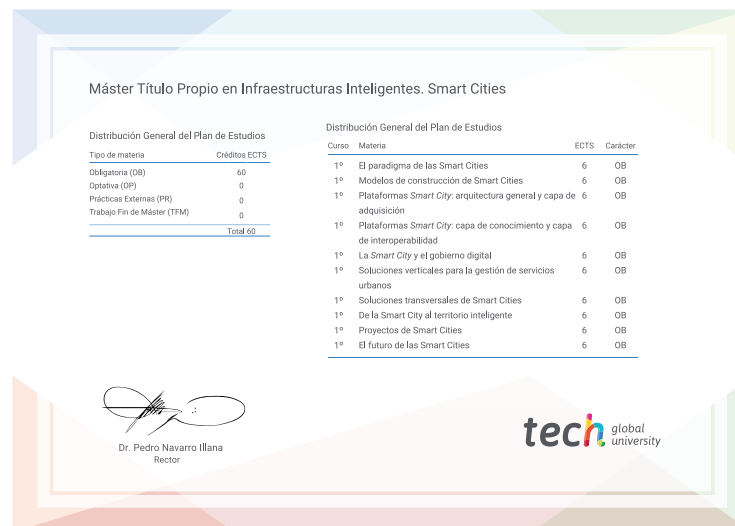 Máster Título Propio en Infraestructuras Inteligentes. Smart Cities
Distribución General del Plan de Estudios
Tipo de materia Créditos ECTS
Obligatoria (OB) 60
Optativa (OP) 0
Prácticas Externas (PR) 0
Trabajo Fin de Máster (TFM) 0
Total 60
Distribución General del Plan de Estudios
Curso Materia ECTS Carácter
1º El paradigma de las Smart Cities 6 OB
1º Modelos de construcción de Smart Cities 6 OB
1º Plataformas Smart City: arquitectura general y capa de 6 OB
adquisición
1º Plataformas Smart City: capa de conocimiento y capa 6 OB
de interoperabilidad
1º La Smart City y el gobierno digital 6 OB
1º Soluciones verticales para la gestión de servicios 6 OB
urbanos
1º Soluciones transversales de Smart Cities 6 OB
1º De la Smart City al territorio inteligente 6 OB
1º Proyectos de Smart Cities 6 OB
1º El futuro de las Smart Cities 6 OB
Dr. Pedro Navarro Illana
Rector
tech global
university